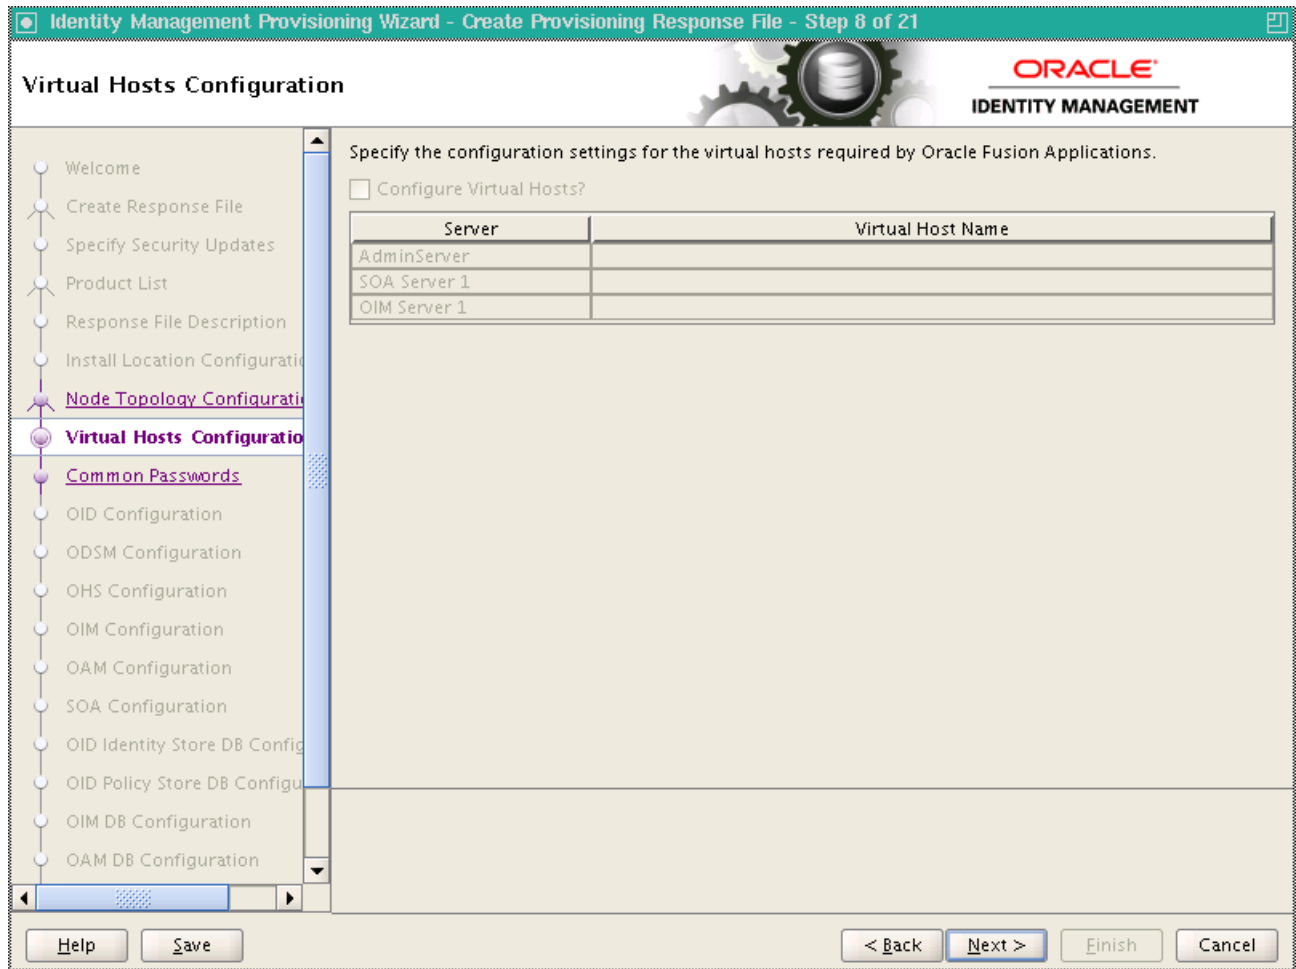 Identity Management Provisioning Wizard - Create Provisioning Response File - Step 8 of 21
Virtual Hosts Configuration
ORACLE
IDENTITY MANAGEMENT
Welcome
Create Response File
Specify Security Updates
Product List
Response File Description
Install Location Configuratio
Node Topology Configurati
Virtual Hosts Configuratio
Common Passwords
OID Configuration
ODSM Configuration
OHS Configuration
OIM Configuration
OAM Configuration
SOA Configuration
OID Identity Store DB Config
OID Policy Store DB Configu
OIM DB Configuration
OAM DB Configuration
Specify the configuration settings for the virtual hosts required by Oracle Fusion Applications.
Configure Virtual Hosts?
Server Virtual Host Name
AdminServer
SOA Server 1
OIM Server 1
Help Save < Back Next > Finish Cancel